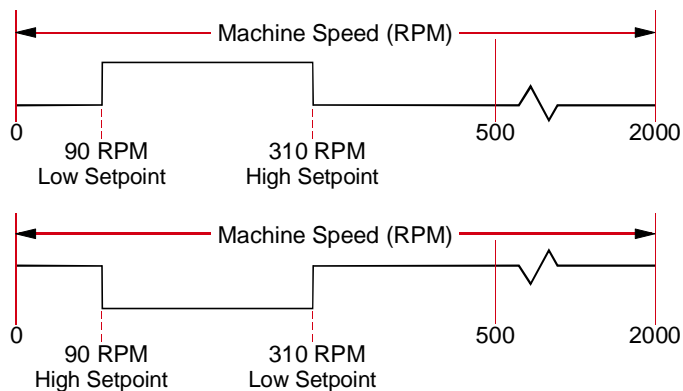 Machine Speed (RPM)
0
90 RPM
Low Setpoint
310 RPM
High Setpoint
500
2000
Machine Speed (RPM)
0
90 RPM
High Setpoint
310 RPM
Low Setpoint
500
2000